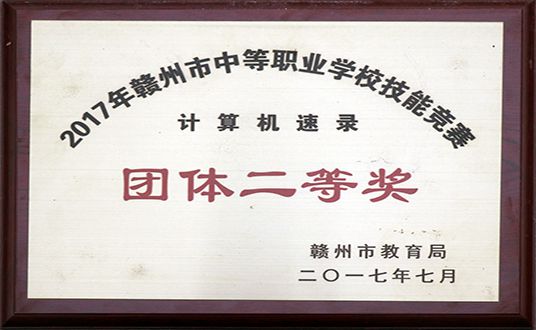 2017年赣州市中等职业学校技能竞赛
计算机速录
团体二等奖
赣州市教育局
二〇一七年七月